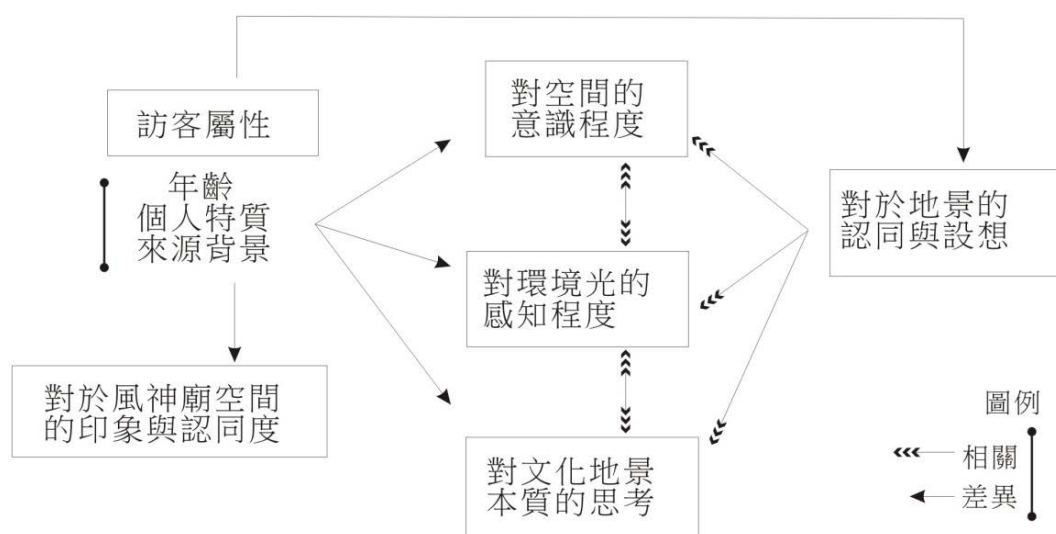 訪客屬性
年齡
個人特質
來源背景
對於風神廟空間
的印象與認同度
對空間的
意識程度
對環境光的
感知程度
對文化地景
本質的思考
對於地景的
認同與設想
圖例
相關
差異